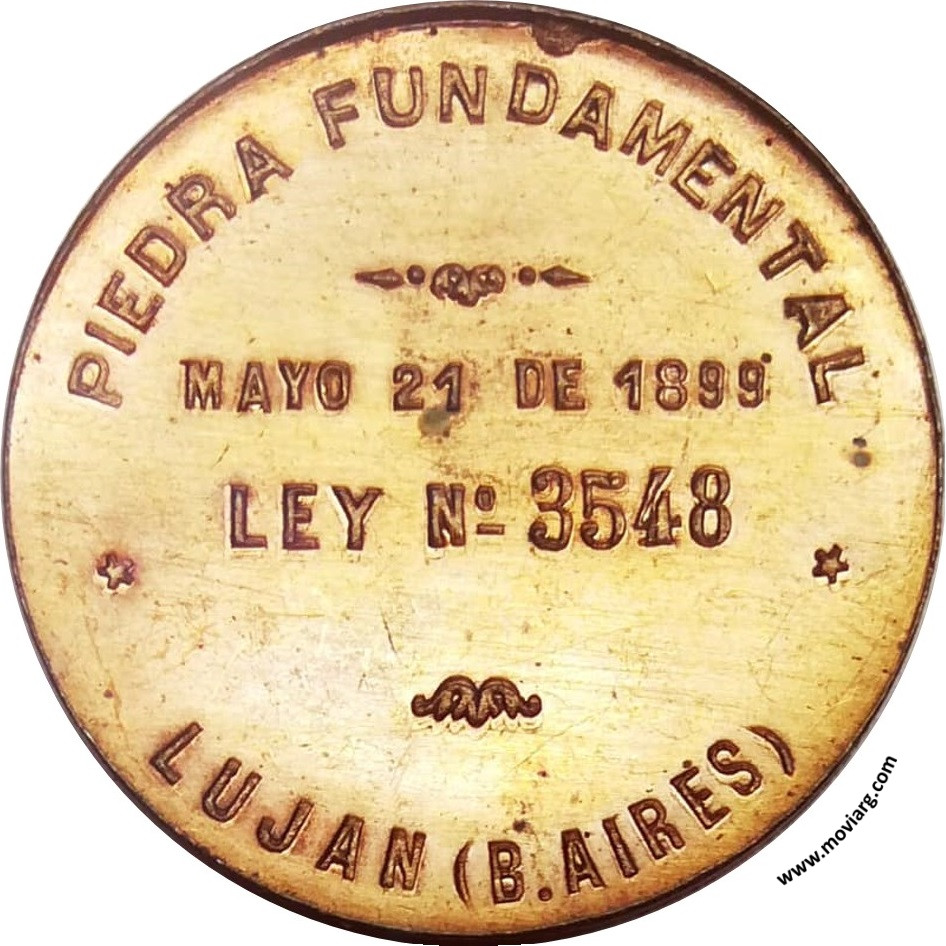 PIEDRA FUNDAMENTAL
MAYO 21 DE 1899
LEY Nº 3548
LUJAN (B.AIRES)
www.moviarg.com